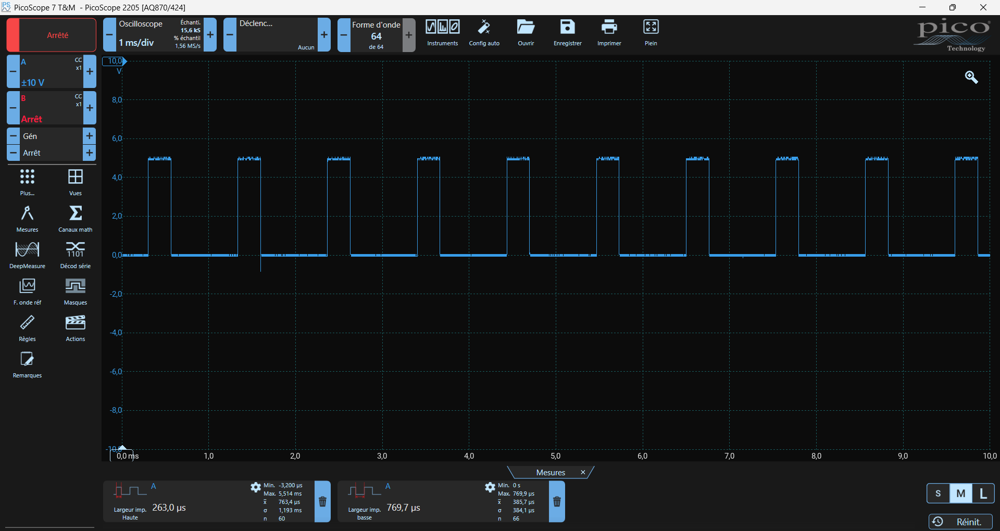 PicoScope 7 T&M - PicoScope 2205 [AQ870/424]
Arrêté
Oscilloscope
1 ms/div
Échanti.
15,6 kS
% échantil
1,56 MS/s
Déclenc...
Aucun
Forme d'onde
64
de 64
Instruments
Config auto
Ouvrir
Enregistrer
Imprimer
Plein
pico
Technology
A
CC
x1
±10 V
B
CC
x1
Arrêt
Gén
Arrêt
Plus...
Vues
Mesures
Canaux math
DeepMeasure
Décod série
F. onde réf
Masques
Règles
Actions
Remarques
10,0
V
8,0
6,0
4,0
2,0
0,0
-2,0
-4,0
-6,0
-8,0
-10,0
0,0 ms
1,0
2,0
3,0
4,0
5,0
6,0
7,0
8,0
9,0
10,0
Mesures
A
Largeur imp.
Haute
263,0 µs
Min. -3,200 µs
Max. 5,514 ms
x̄ 763,4 µs
σ 1,193 ms
n 60
A
Largeur imp.
basse
769,7 µs
Min. 0 s
Max. 769,9 µs
x̄ 385,7 µs
σ 384,1 µs
n 66
S M L
Réinit.